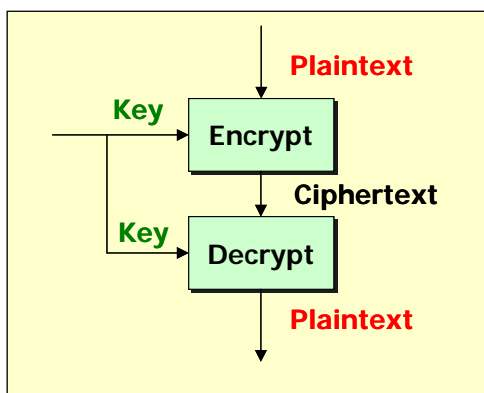 Plaintext
Key
Encrypt
Ciphertext
Key
Decrypt
Plaintext